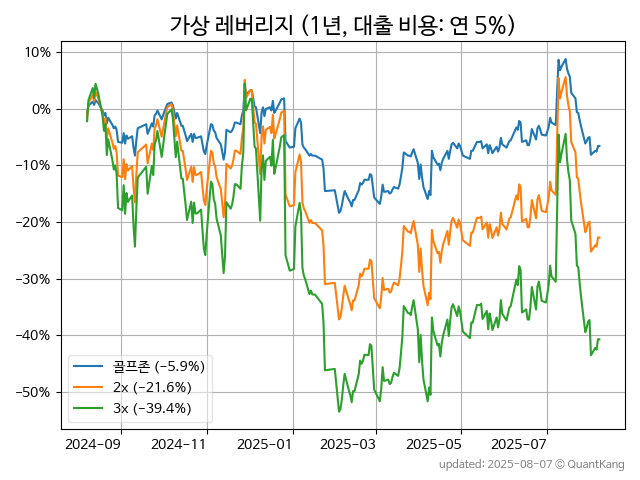 가상 레버리지 (1년, 대출 비용: 연 5%)
10%
0%
−10%
−20%
−30%
−40%
−50%
골프존 (−5.9%)
2x (−21.6%)
3x (−39.4%)
2024-09 2024-11 2025-01 2025-03 2025-05 2025-07
updated: 2025-08-07 © QuantKang